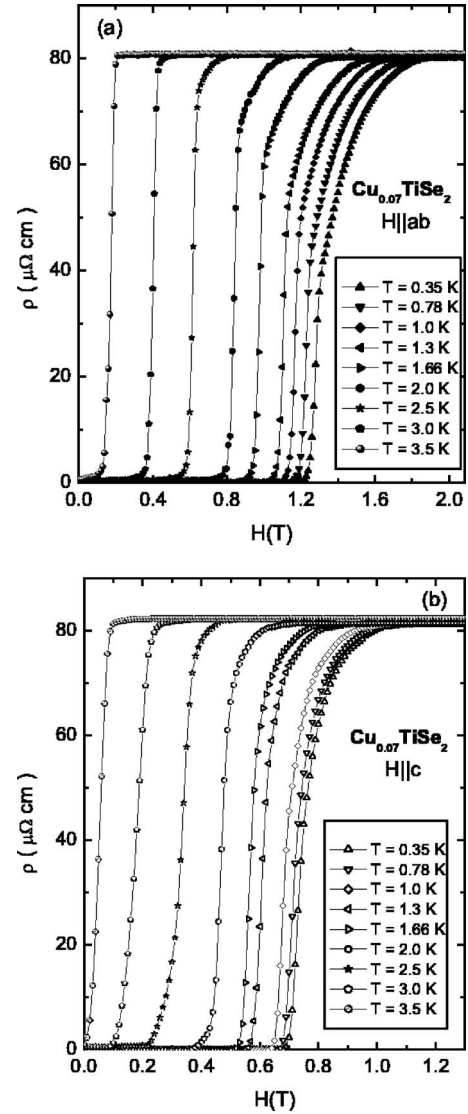 (a)
80
60
40
20
0
ρ ( μΩ cm)
Cu0.07TiSe2
H||ab
T = 0.35 K
T = 0.78 K
T = 1.0 K
T = 1.3 K
T = 1.66 K
T = 2.0 K
T = 2.5 K
T = 3.0 K
T = 3.5 K
0.0 0.4 0.8 1.2 1.6 2.0
H(T)
(b)
80
60
40
20
0
ρ ( μΩ cm)
Cu0.07TiSe2
H||c
T = 0.35 K
T = 0.78 K
T = 1.0 K
T = 1.3 K
T = 1.66 K
T = 2.0 K
T = 2.5 K
T = 3.0 K
T = 3.5 K
0.0 0.2 0.4 0.6 0.8 1.0 1.2
H(T)